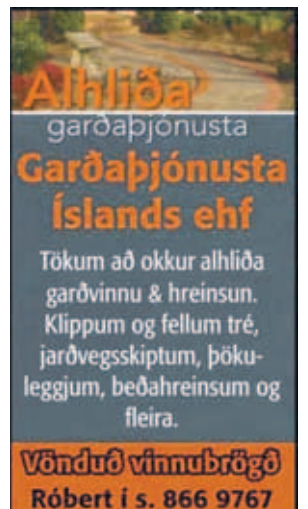 Alhliða
garðaþjónusta
Garðaþjónusta
Íslands ehf
Tökum að okkur alhliða
garðvinnu & hreinsun.
Klippum og fellum tré,
jarðvegsskiptum, þöku-
leggjum, beðahreinsum og
fleira.
Vönduð vinnubrögð
Róbert í s. 866 9767